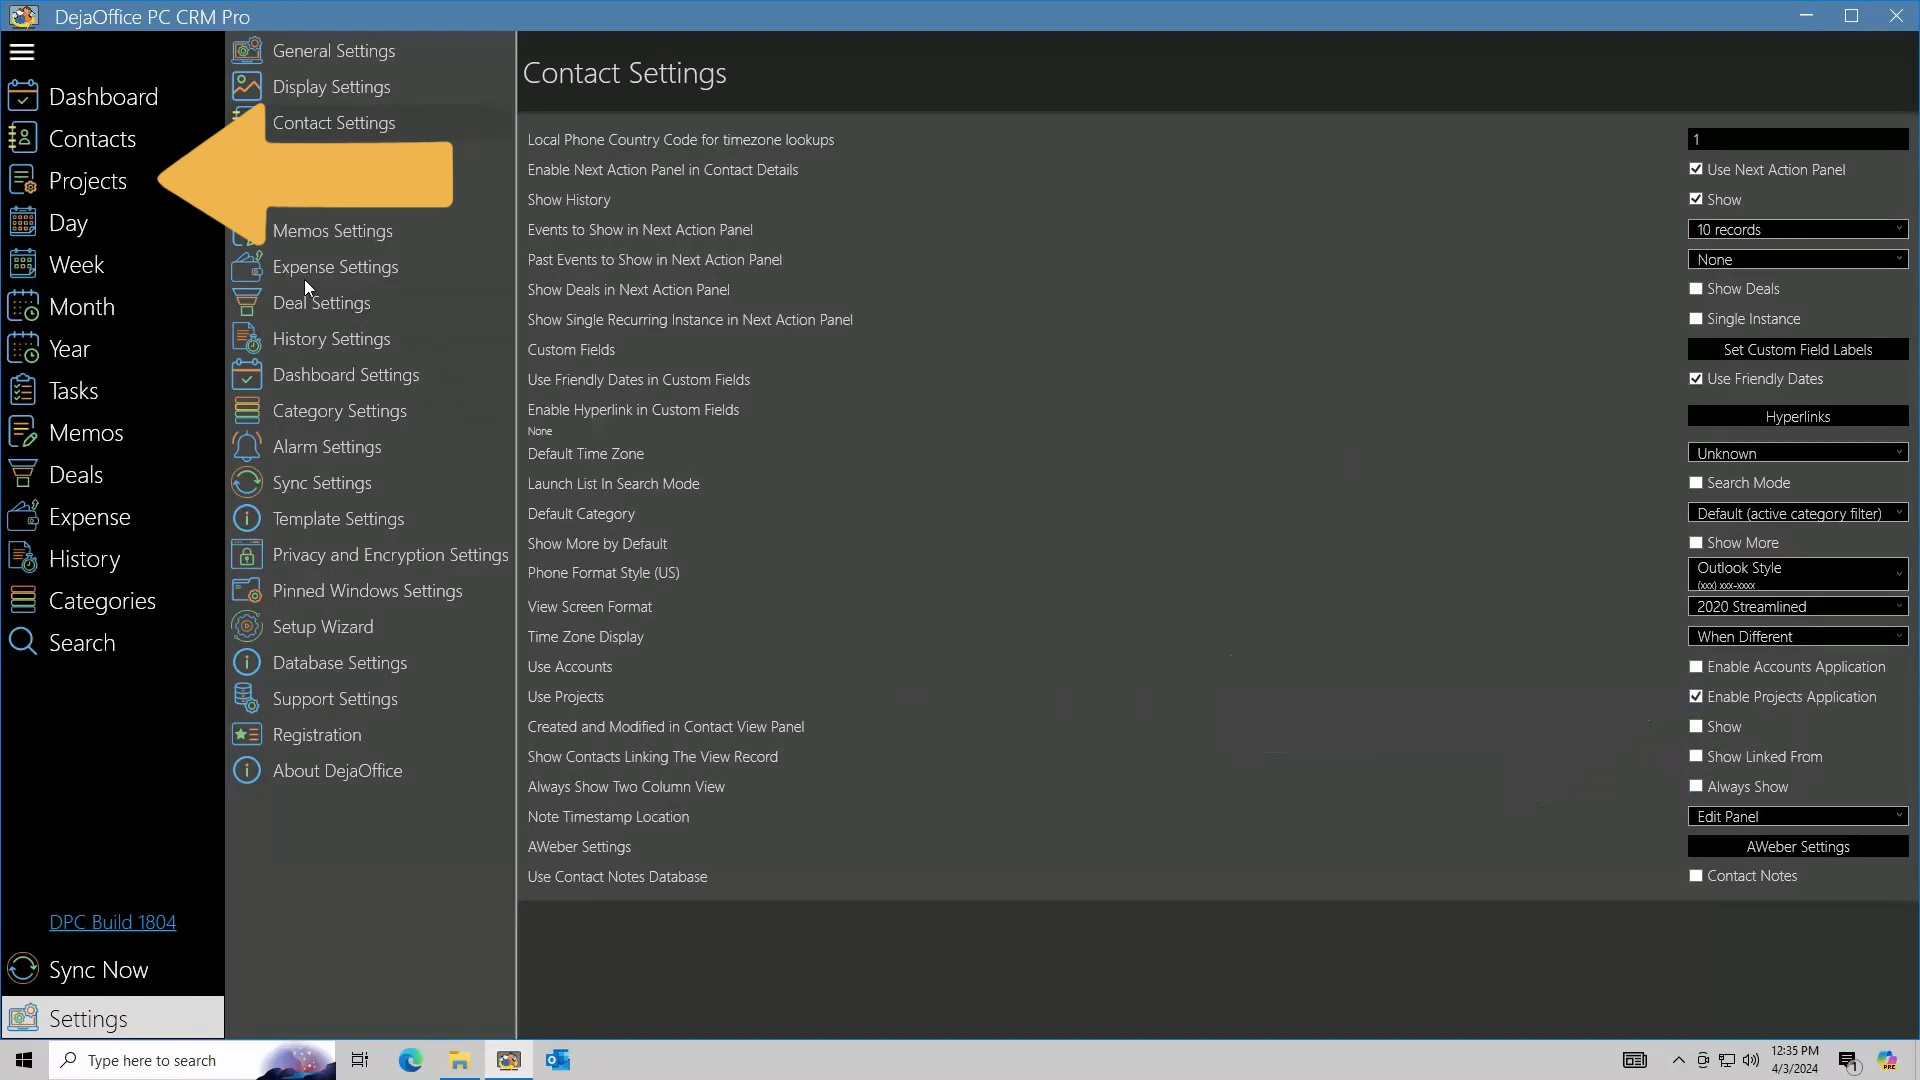 DejaOffice PC CRM Pro
Dashboard
Contacts
Projects
Day
Week
Month
Year
Tasks
Memos
Deals
Expense
History
Categories
Search
DPC Build 1804
Sync Now
Settings
General Settings
Display Settings
Contact Settings
Memos Settings
Expense Settings
Deal Settings
History Settings
Dashboard Settings
Category Settings
Alarm Settings
Sync Settings
Template Settings
Privacy and Encryption Settings
Pinned Windows Settings
Setup Wizard
Database Settings
Support Settings
Registration
About DejaOffice
Contact Settings
Local Phone Country Code for timezone lookups
1
Enable Next Action Panel in Contact Details
Use Next Action Panel
Show History
Show
Events to Show in Next Action Panel
10 records
Past Events to Show in Next Action Panel
None
Show Deals in Next Action Panel
Show Deals
Show Single Recurring Instance in Next Action Panel
Single Instance
Custom Fields
Set Custom Field Labels
Use Friendly Dates in Custom Fields
Use Friendly Dates
Enable Hyperlink in Custom Fields
Hyperlinks
None
Default Time Zone
Unknown
Launch List In Search Mode
Search Mode
Default Category
Default (active category filter)
Show More by Default
Show More
Phone Format Style (US)
Outlook Style
(xxx) xxx-xxxx
View Screen Format
2020 Streamlined
Time Zone Display
When Different
Use Accounts
Enable Accounts Application
Use Projects
Enable Projects Application
Created and Modified in Contact View Panel
Show
Show Contacts Linking The View Record
Show Linked From
Always Show Two Column View
Always Show
Note Timestamp Location
Edit Panel
AWeber Settings
AWeber Settings
Use Contact Notes Database
Contact Notes
Type here to search
12:35 PM
4/3/2024
1
PRE